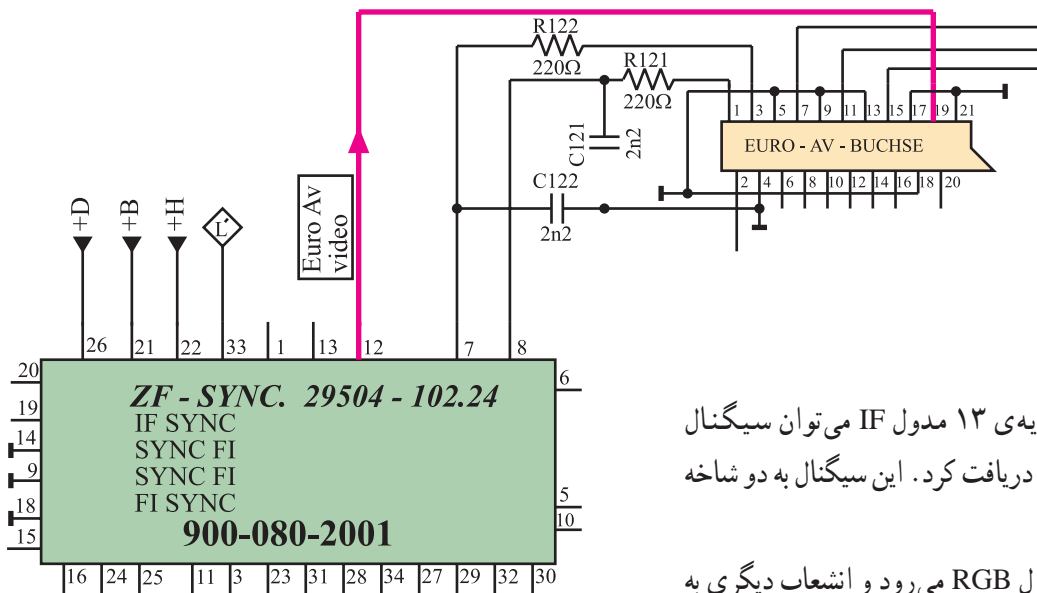 R122
220Ω
R121
220Ω
C121
2n2
C122
2n2
1 3 5 7 9 11 13 15 17 19 21
EURO - AV - BUCHSE
2 4 6 8 10 12 14 16 18 20
+D
+B
+H
L'
Euro Av
video
26 21 22 33 1 13 12 7 8
20
19
14
9
18
15
ZF - SYNC. 29504 - 102.24
IF SYNC
SYNC FI
SYNC FI
FI SYNC
900-080-2001
6
5
10
16 24 25 11 3 23 31 28 34 27 29 32 30
یه‌ی ۱۳ مدول IF می‌توان سیگنال
دریافت کرد. این سیگنال به دو شاخه
ل RGB می‌رود و انشعاب دیگری به